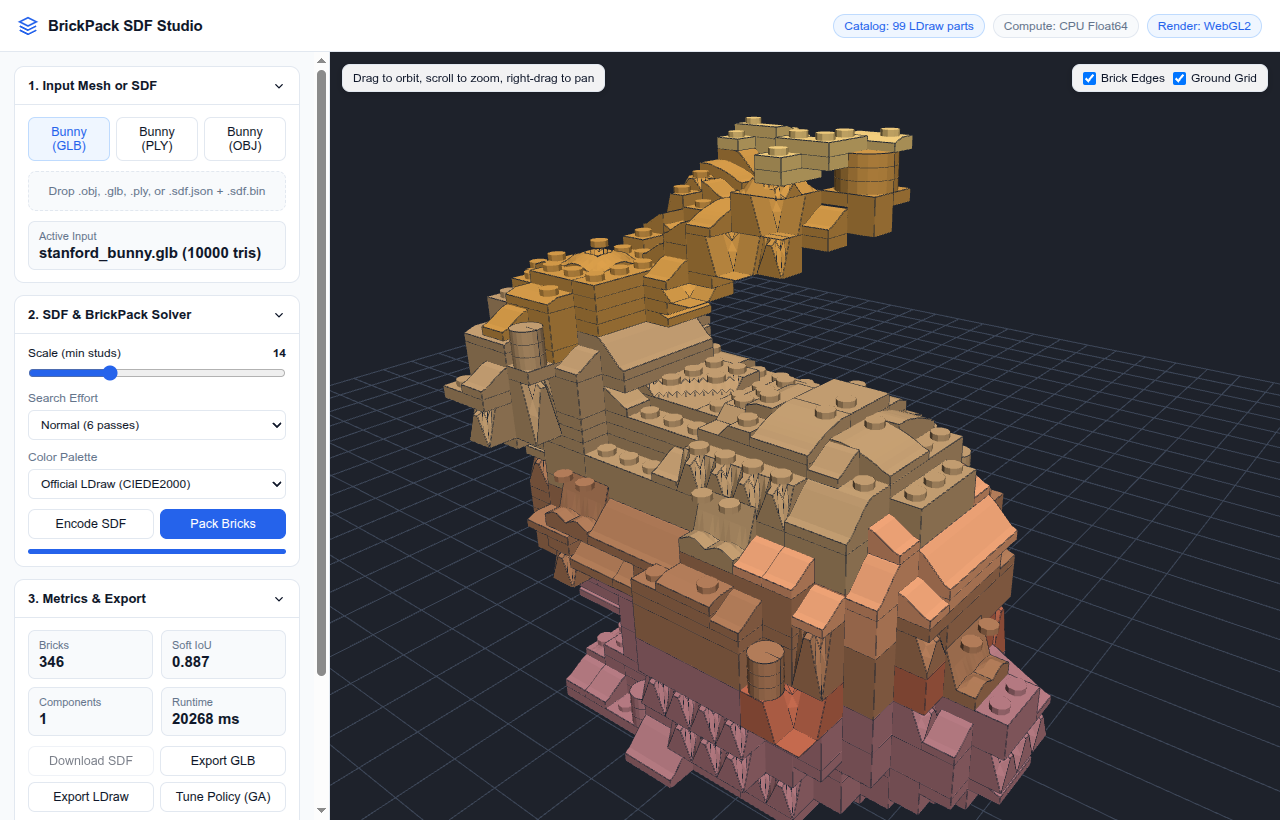 BrickPack SDF Studio
Catalog: 99 LDraw parts
Compute: CPU Float64
Render: WebGL2
1. Input Mesh or SDF
Bunny
(GLB)
Bunny
(PLY)
Bunny
(OBJ)
Drop .obj, .glb, .ply, or .sdf.json + .sdf.bin
Active Input
stanford_bunny.glb (10000 tris)
2. SDF & BrickPack Solver
Scale (min studs)
14
Search Effort
Normal (6 passes)
Color Palette
Official LDraw (CIEDE2000)
Encode SDF
Pack Bricks
3. Metrics & Export
Bricks
346
Soft IoU
0.887
Components
1
Runtime
20268 ms
Download SDF
Export GLB
Export LDraw
Tune Policy (GA)
Drag to orbit, scroll to zoom, right-drag to pan
Brick Edges
Ground Grid